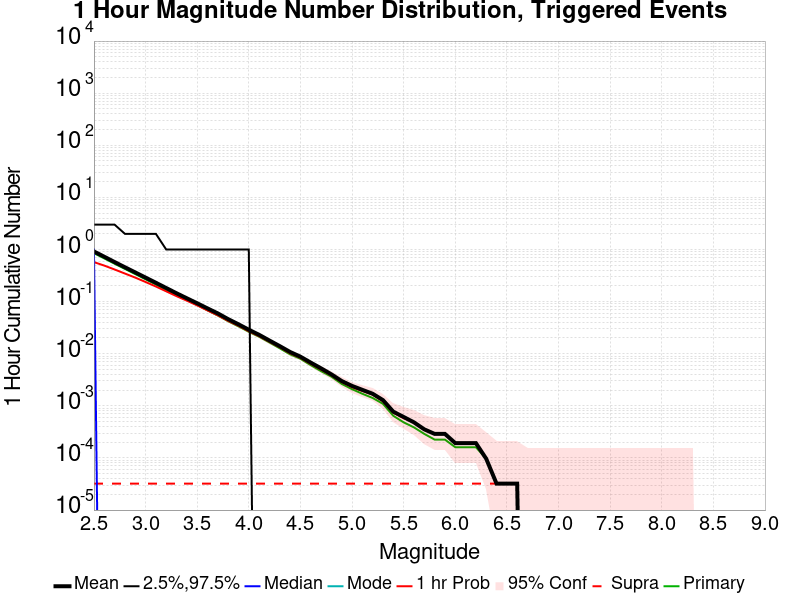 1 Hour Magnitude Number Distribution, Triggered Events
10^4
10^3
10^2
10^1
10^0
10^-1
10^-2
10^-3
10^-4
10^-5
1 Hour Cumulative Number
2.5 3.0 3.5 4.0 4.5 5.0 5.5 6.0 6.5 7.0 7.5 8.0 8.5 9.0
Magnitude
Mean 2.5%,97.5% Median Mode 1 hr Prob 95% Conf Supra Primary